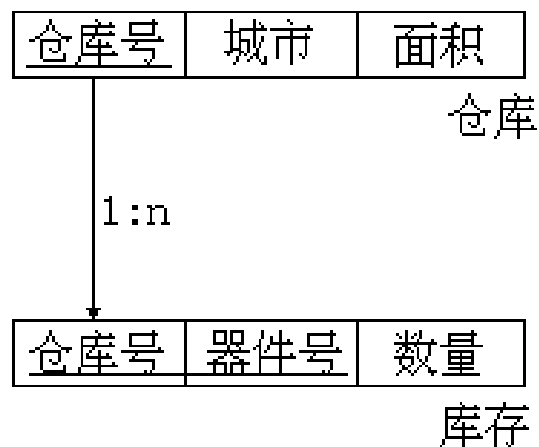 仓库号 城市 面积
仓库
1:n
仓库号 器件号 数量
库存